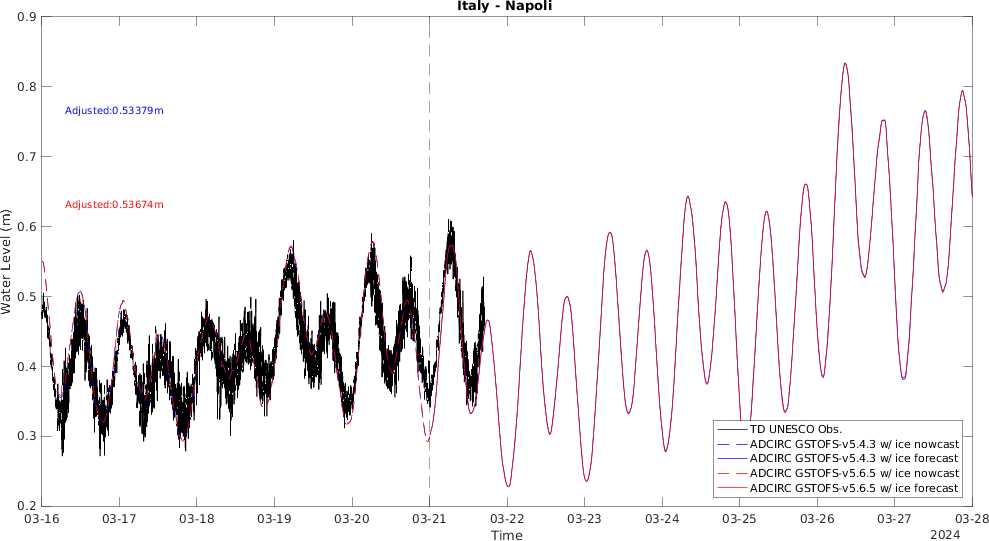 Italy - Napoli
0.9
0.8
0.7
0.6
0.5
0.4
0.3
0.2
Water Level (m)
Adjusted:0.53379m
Adjusted:0.53674m
TD UNESCO Obs.
ADCIRC GSTOFS-v5.4.3 w/ ice nowcast
ADCIRC GSTOFS-v5.4.3 w/ ice forecast
ADCIRC GSTOFS-v5.6.5 w/ ice nowcast
ADCIRC GSTOFS-v5.6.5 w/ ice forecast
03-16 03-17 03-18 03-19 03-20 03-21 03-22 03-23 03-24 03-25 03-26 03-27 03-28
Time
2024